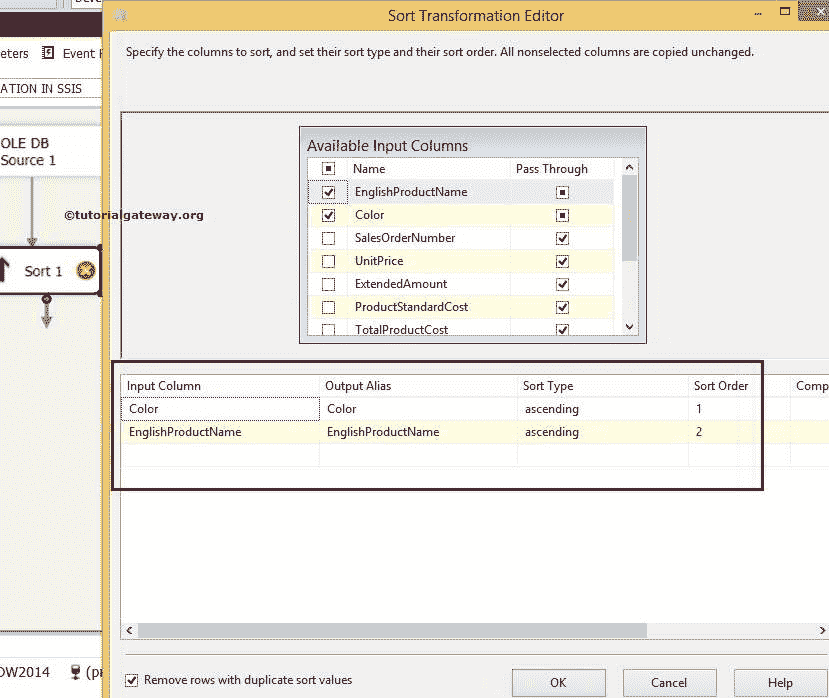 Sort Transformation Editor
Specify the columns to sort, and set their sort type and their sort order. All nonselected columns are copied unchanged.
eters Event
ATION IN SSIS
OLE DB
Source 1
©tutorialgateway.org
Sort 1
Available Input Columns
Name Pass Through
EnglishProductName
Color
SalesOrderNumber
UnitPrice
ExtendedAmount
ProductStandardCost
TotalProductCost
Input Column Output Alias Sort Type Sort Order Comp
Color Color ascending 1
EnglishProductName EnglishProductName ascending 2
DW2014 (pr
Remove rows with duplicate sort values
OK Cancel Help